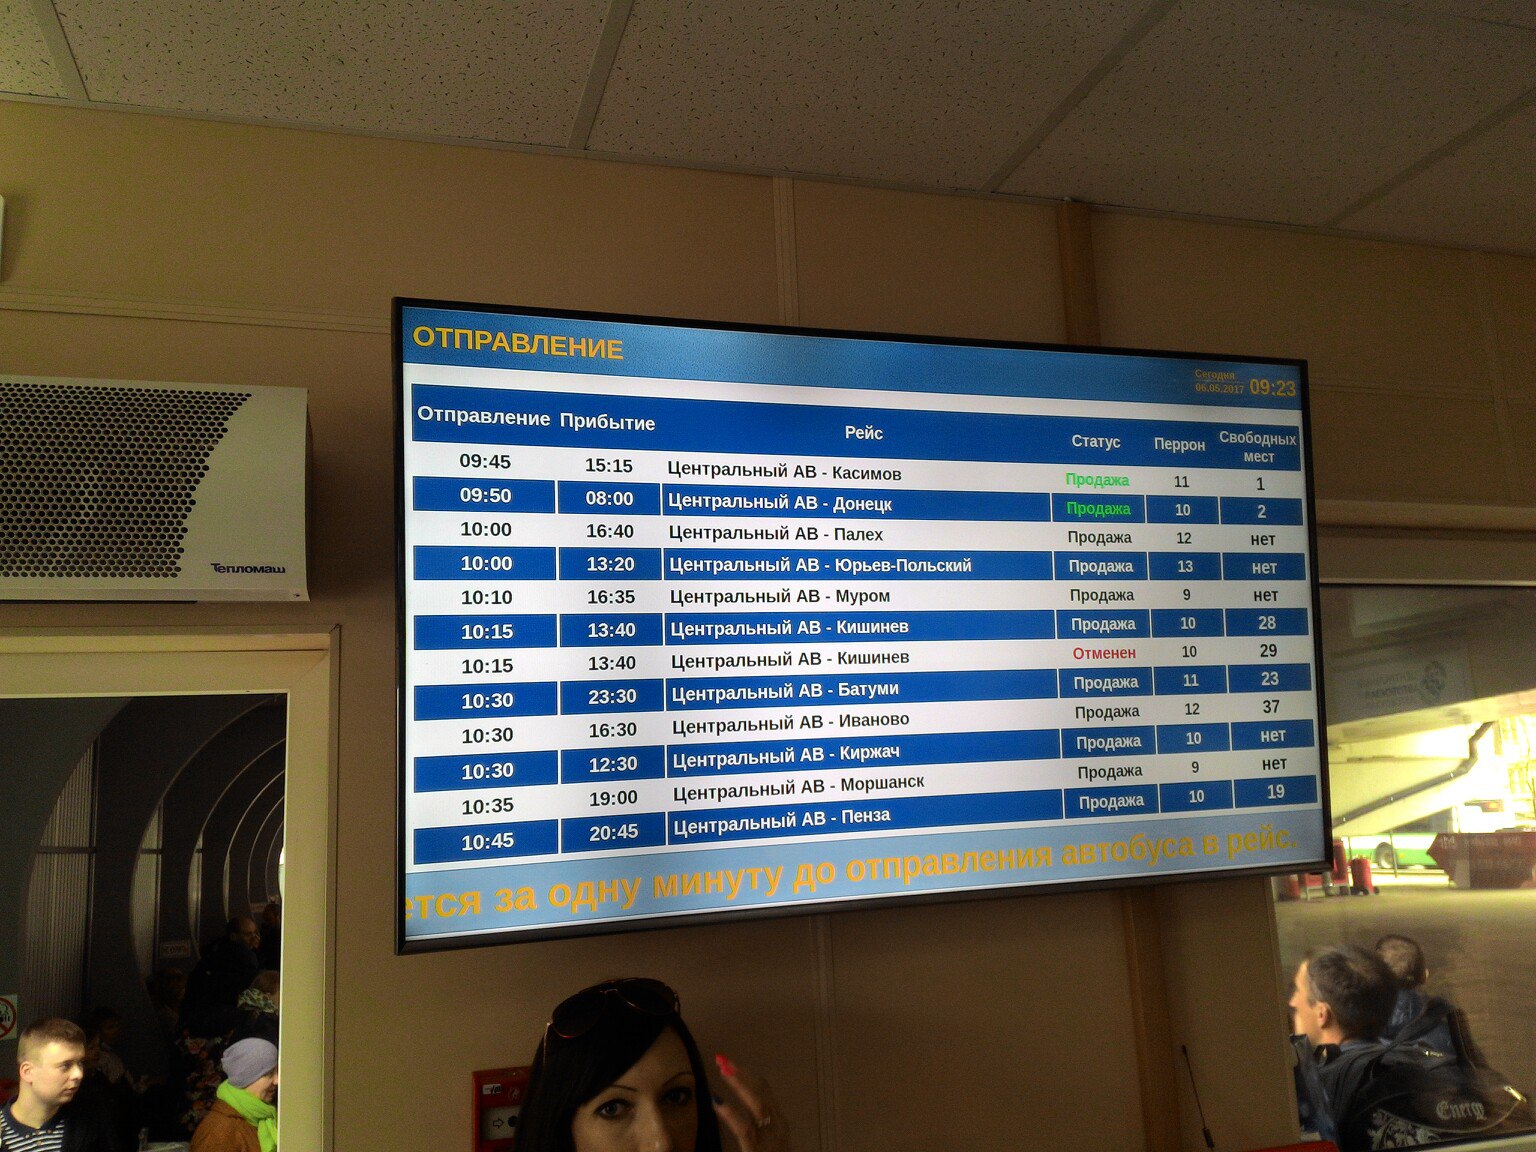 ОТПРАВЛЕНИЕ
Сегодня
06.05.2017 09:23
Отправление Прибытие Рейс Статус Перрон Свободных мест
09:45 15:15 Центральный АВ - Касимов Продажа 11 1
09:50 08:00 Центральный АВ - Донецк Продажа 10 2
10:00 16:40 Центральный АВ - Палех Продажа 12 нет
10:00 13:20 Центральный АВ - Юрьев-Польский Продажа 13 нет
10:10 16:35 Центральный АВ - Муром Продажа 9 нет
10:15 13:40 Центральный АВ - Кишинев Продажа 10 28
10:15 13:40 Центральный АВ - Кишинев Отменен 10 29
10:30 23:30 Центральный АВ - Батуми Продажа 11 23
10:30 16:30 Центральный АВ - Иваново Продажа 12 37
10:30 12:30 Центральный АВ - Киржач Продажа 10 нет
10:35 19:00 Центральный АВ - Моршанск Продажа 9 нет
10:45 20:45 Центральный АВ - Пенза Продажа 10 19
ется за одну минуту до отправления автобуса в рейс.
Тепломаш